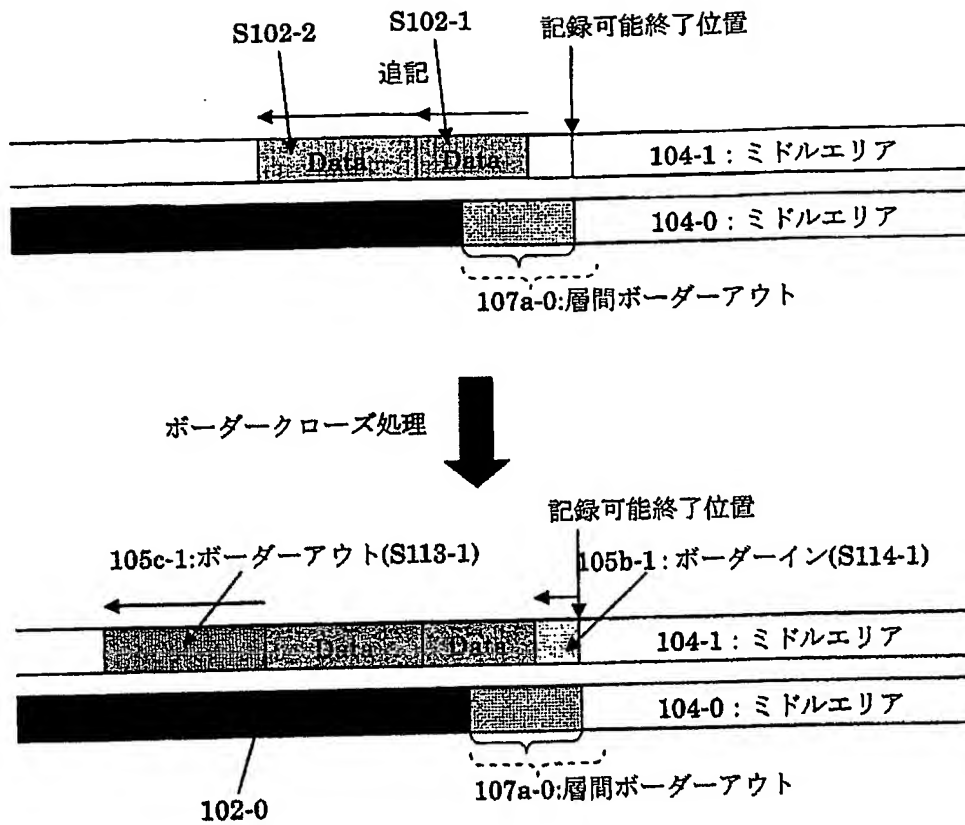 S102-2
S102-1
記録可能終了位置
追記
Data
Data
104-1：ミドルエリア
104-0：ミドルエリア
107a-0:層間ボーダーアウト
ボーダークローズ処理
記録可能終了位置
105c-1:ボーダーアウト(S113-1)
105b-1：ボーダーイン(S114-1)
Data
Data
104-1：ミドルエリア
104-0：ミドルエリア
107a-0:層間ボーダーアウト
102-0